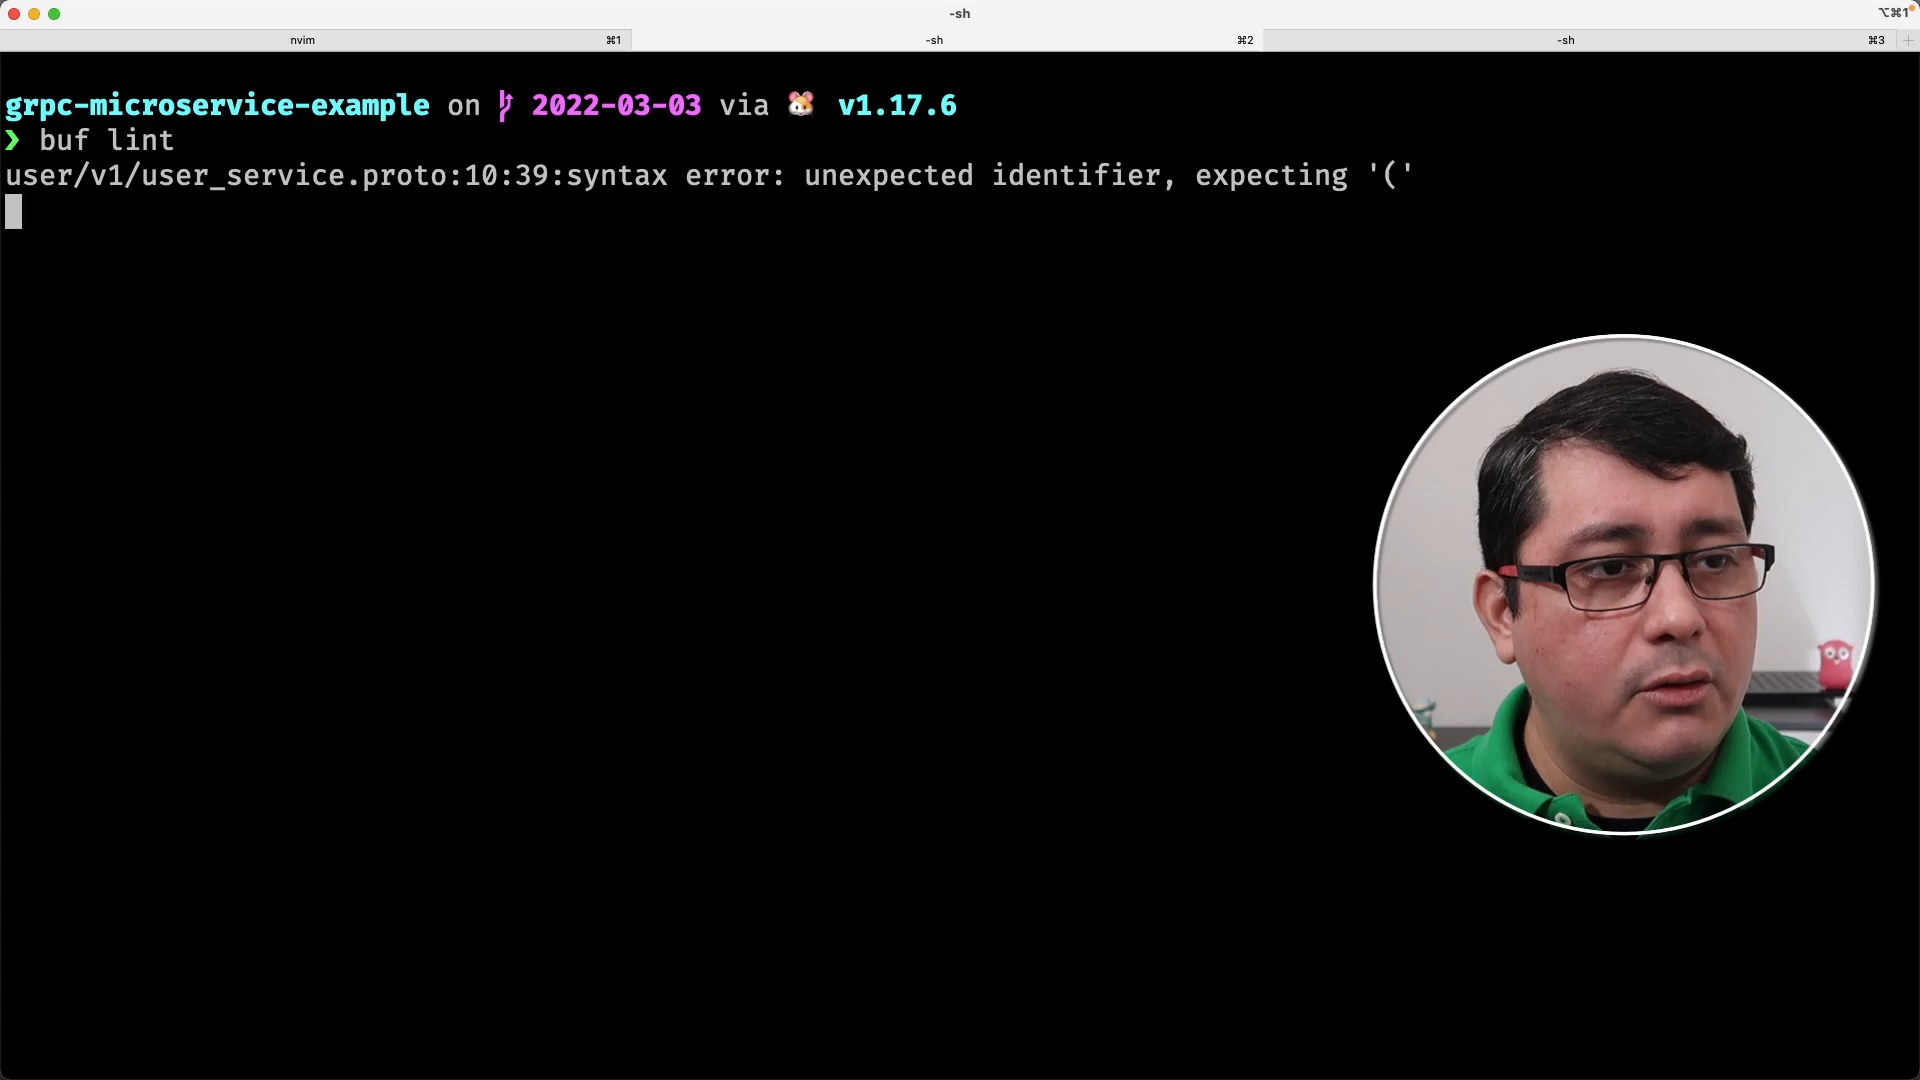 -sh
⌥⌘1
nvim ⌘1
-sh ⌘2
-sh ⌘3
grpc-microservice-example on 2022-03-03 via 🐹 v1.17.6
❯ buf lint
user/v1/user_service.proto:10:39:syntax error: unexpected identifier, expecting '('